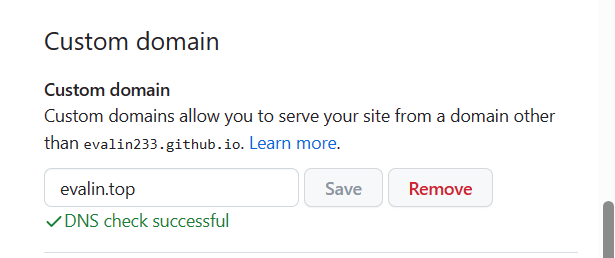 Custom domain
Custom domain
Custom domains allow you to serve your site from a domain other
than evalin233.github.io. Learn more.
evalin.top Save Remove
✓DNS check successful